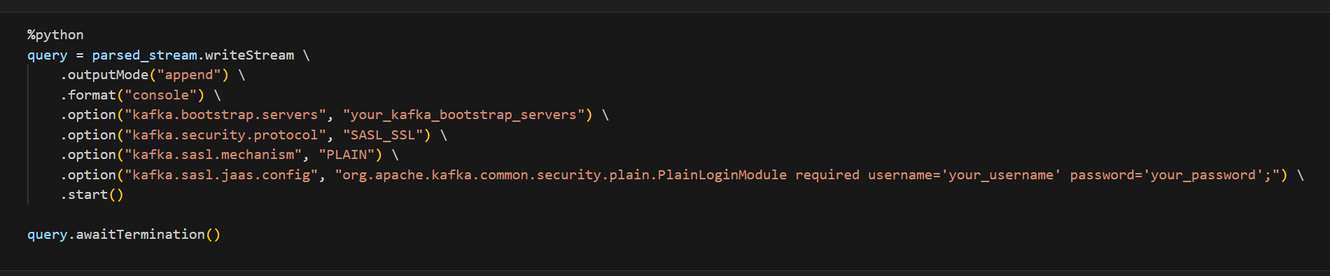 %python
query = parsed_stream.writeStream \
    .outputMode("append") \
    .format("console") \
    .option("kafka.bootstrap.servers", "your_kafka_bootstrap_servers") \
    .option("kafka.security.protocol", "SASL_SSL") \
    .option("kafka.sasl.mechanism", "PLAIN") \
    .option("kafka.sasl.jaas.config", "org.apache.kafka.common.security.plain.PlainLoginModule required username='your_username' password='your_password';") \
    .start()

query.awaitTermination()